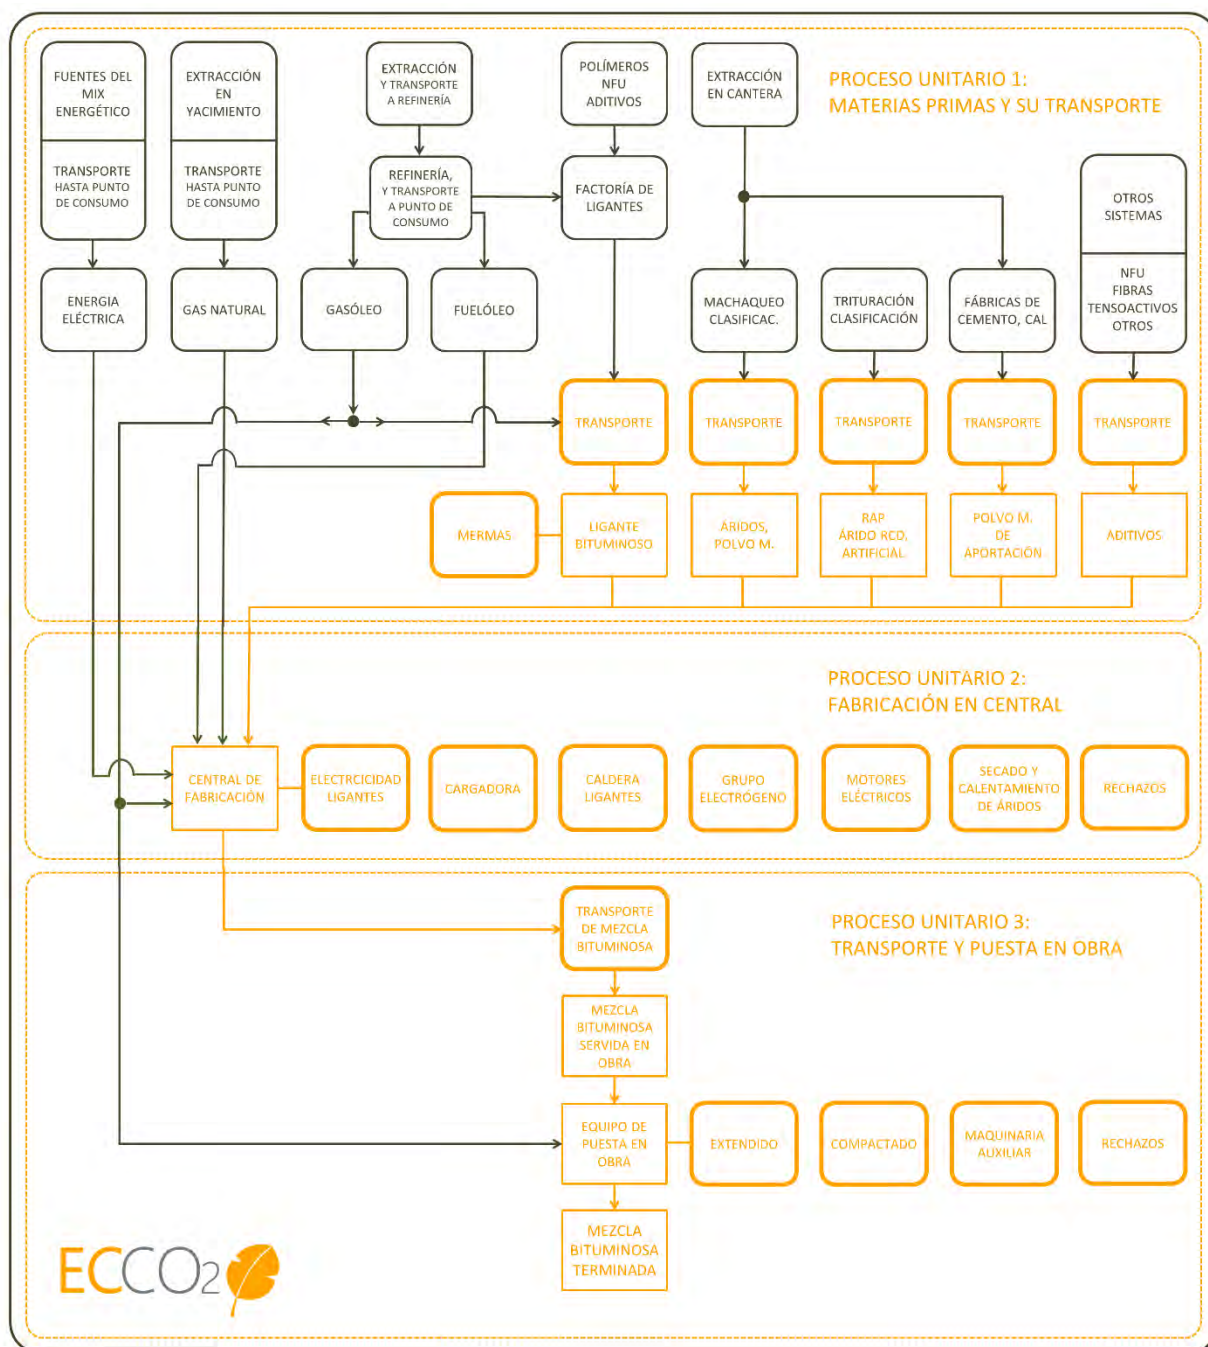 FUENTES DEL
MIX
ENERGÉTICO
TRANSPORTE
HASTA PUNTO
DE CONSUMO
EXTRACCIÓN
EN
YACIMIENTO
TRANSPORTE
HASTA PUNTO
DE CONSUMO
EXTRACCIÓN
Y TRANSPORTE
A REFINERÍA
POLÍMEROS
NFU
ADITIVOS
EXTRACCIÓN
EN CANTERA
PROCESO UNITARIO 1:
MATERIAS PRIMAS Y SU TRANSPORTE
REFINERÍA,
Y TRANSPORTE
A PUNTO DE
CONSUMO
FACTORÍA DE
LIGANTES
OTROS
SISTEMAS
NFU
FIBRAS
TENSOACTIVOS
OTROS
ENERGIA
ELÉCTRICA
GAS NATURAL
GASÓLEO
FUELÓLEO
MACHAQUEO
CLASIFICAC.
TRITURACIÓN
CLASIFICACIÓN
FÁBRICAS DE
CEMENTO, CAL
TRANSPORTE
TRANSPORTE
TRANSPORTE
TRANSPORTE
TRANSPORTE
MERMAS
LIGANTE
BITUMINOSO
ÁRIDOS,
POLVO M.
RAP
ÁRIDO RCD.
ARTIFICIAL.
POLVO M.
DE
APORTACIÓN
ADITIVOS
PROCESO UNITARIO 2:
FABRICACIÓN EN CENTRAL
CENTRAL DE
FABRICACIÓN
ELECTRCICIDAD
LIGANTES
CARGADORA
CALDERA
LIGANTES
GRUPO
ELECTRÓGENO
MOTORES
ELÉCTRICOS
SECADO Y
CALENTAMIENTO
DE ÁRIDOS
RECHAZOS
TRANSPORTE
DE MEZCLA
BITUMINOSA
PROCESO UNITARIO 3:
TRANSPORTE Y PUESTA EN OBRA
MEZCLA
BITUMINOSA
SERVIDA EN
OBRA
EQUIPO DE
PUESTA EN
OBRA
EXTENDIDO
COMPACTADO
MAQUINARIA
AUXILIAR
RECHAZOS
MEZCLA
BITUMINOSA
TERMINADA
ECCO2